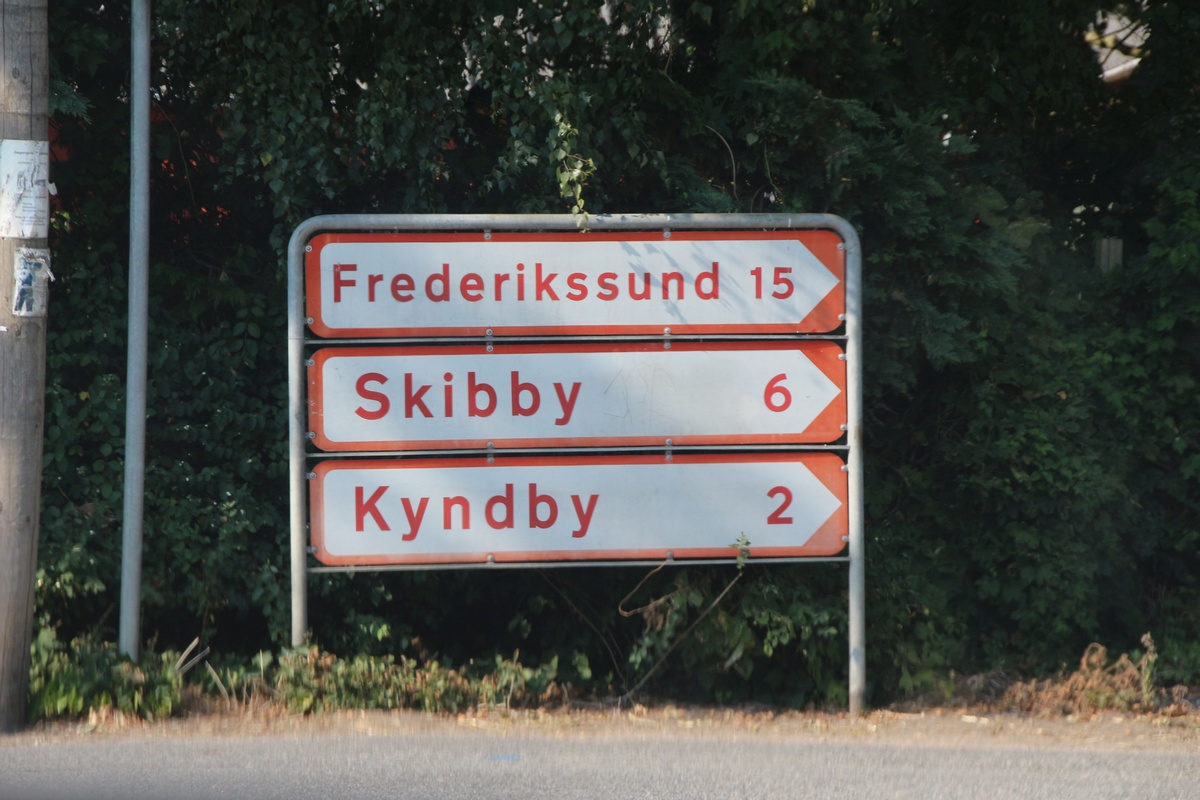 Frederikssund 15
Skibby 6
Kyndby 2